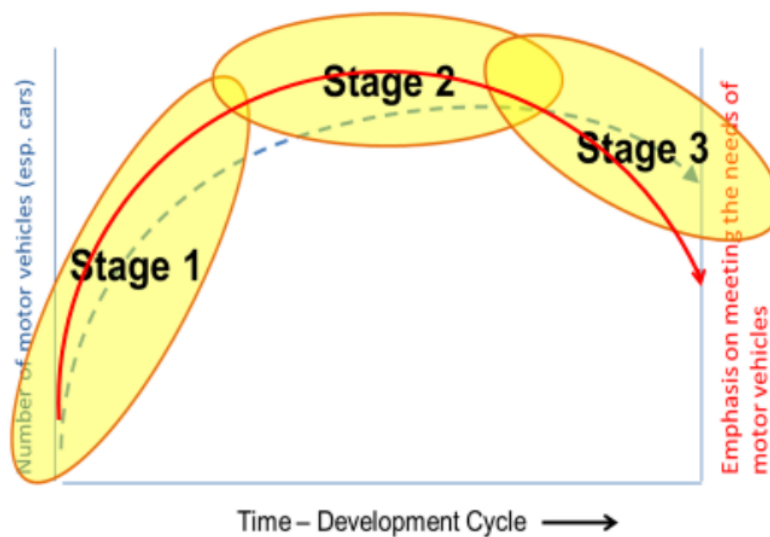 Number of motor vehicles (esp. cars)
Stage 1
Stage 2
Stage 3
Emphasis on meeting the needs of
motor vehicles
Time – Development Cycle